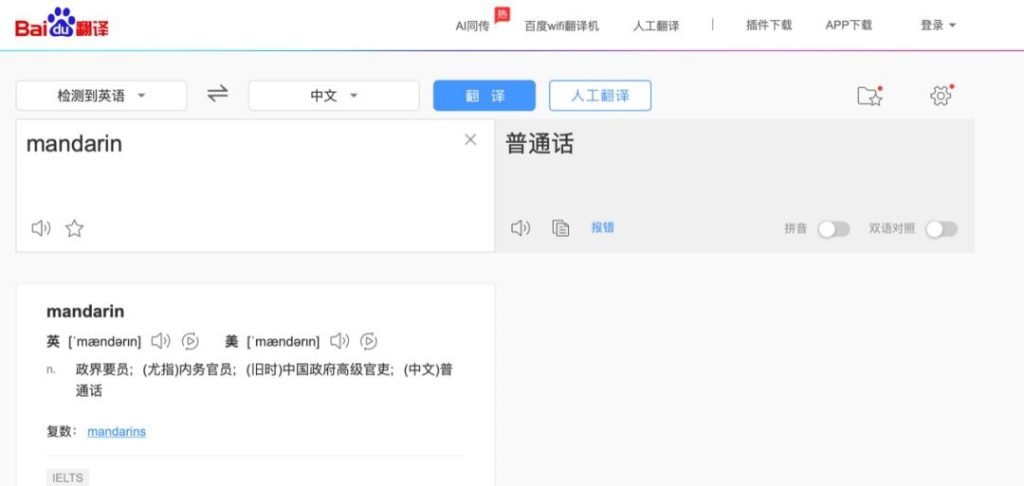 Bai du 翻译
AI同传 热 百度wifi翻译机 人工翻译 | 插件下载 APP下载 登录
检测到英语 中文 翻 译 人工翻译
mandarin
普通话
报错 拼音 双语对照
mandarin
英 [ˈmændərɪn] 美 [ˈmændərɪn]
n. 政界要员；(尤指)内务官员；(旧时)中国政府高级官吏；(中文)普
通话
复数： mandarins
IELTS